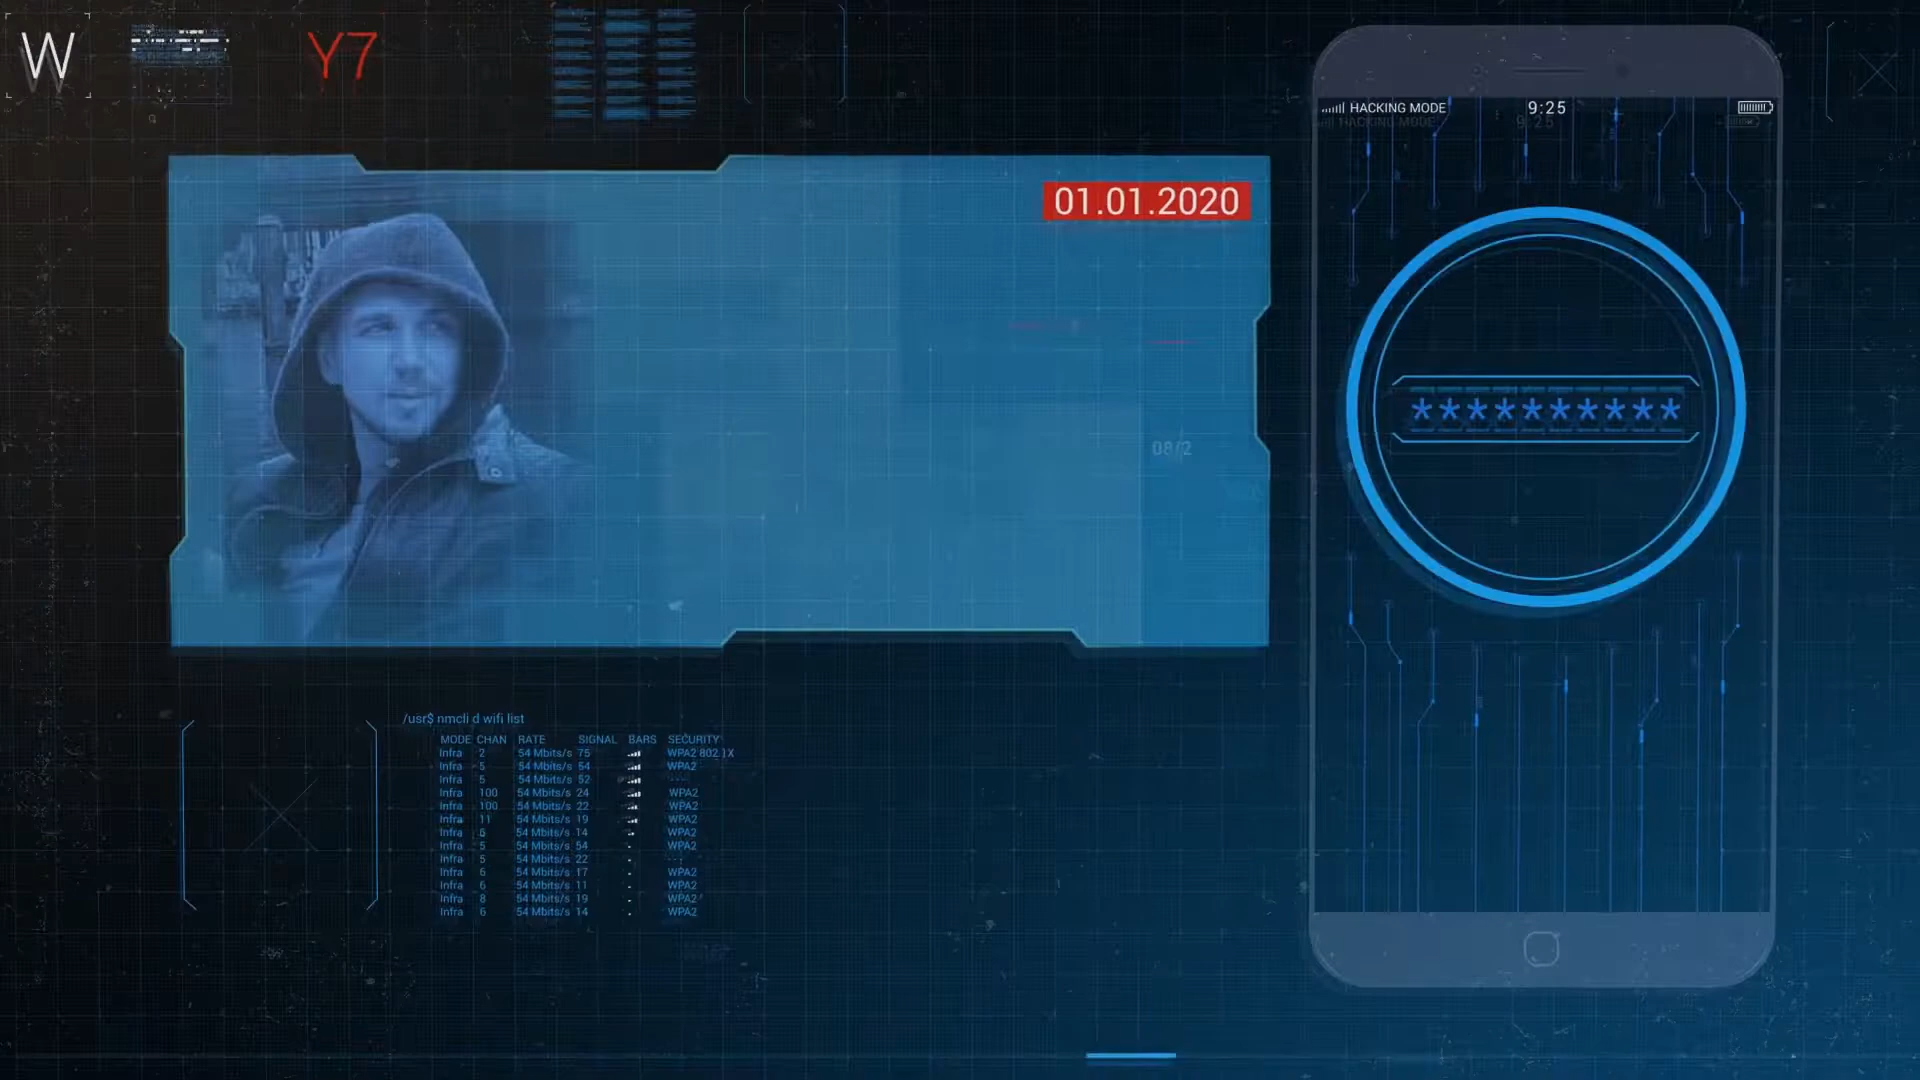 W
Y7
HACKING MODE 9:25
01.01.2020
**********
08/2
/usr$ nmcli d wifi list
MODE CHAN RATE SIGNAL BARS SECURITY
Infra 2 54 Mbits/s 75 WPA2 802.1X
Infra 5 54 Mbits/s 54 WPA2
Infra 5 54 Mbits/s 52 ---
Infra 100 54 Mbits/s 24 WPA2
Infra 100 54 Mbits/s 22 WPA2
Infra 11 54 Mbits/s 19 WPA2
Infra 6 54 Mbits/s 14 WPA2
Infra 5 54 Mbits/s 54 WPA2
Infra 5 54 Mbits/s 22 ---
Infra 6 54 Mbits/s 17 WPA2
Infra 6 54 Mbits/s 11 WPA2
Infra 8 54 Mbits/s 19 WPA2
Infra 6 54 Mbits/s 14 WPA2